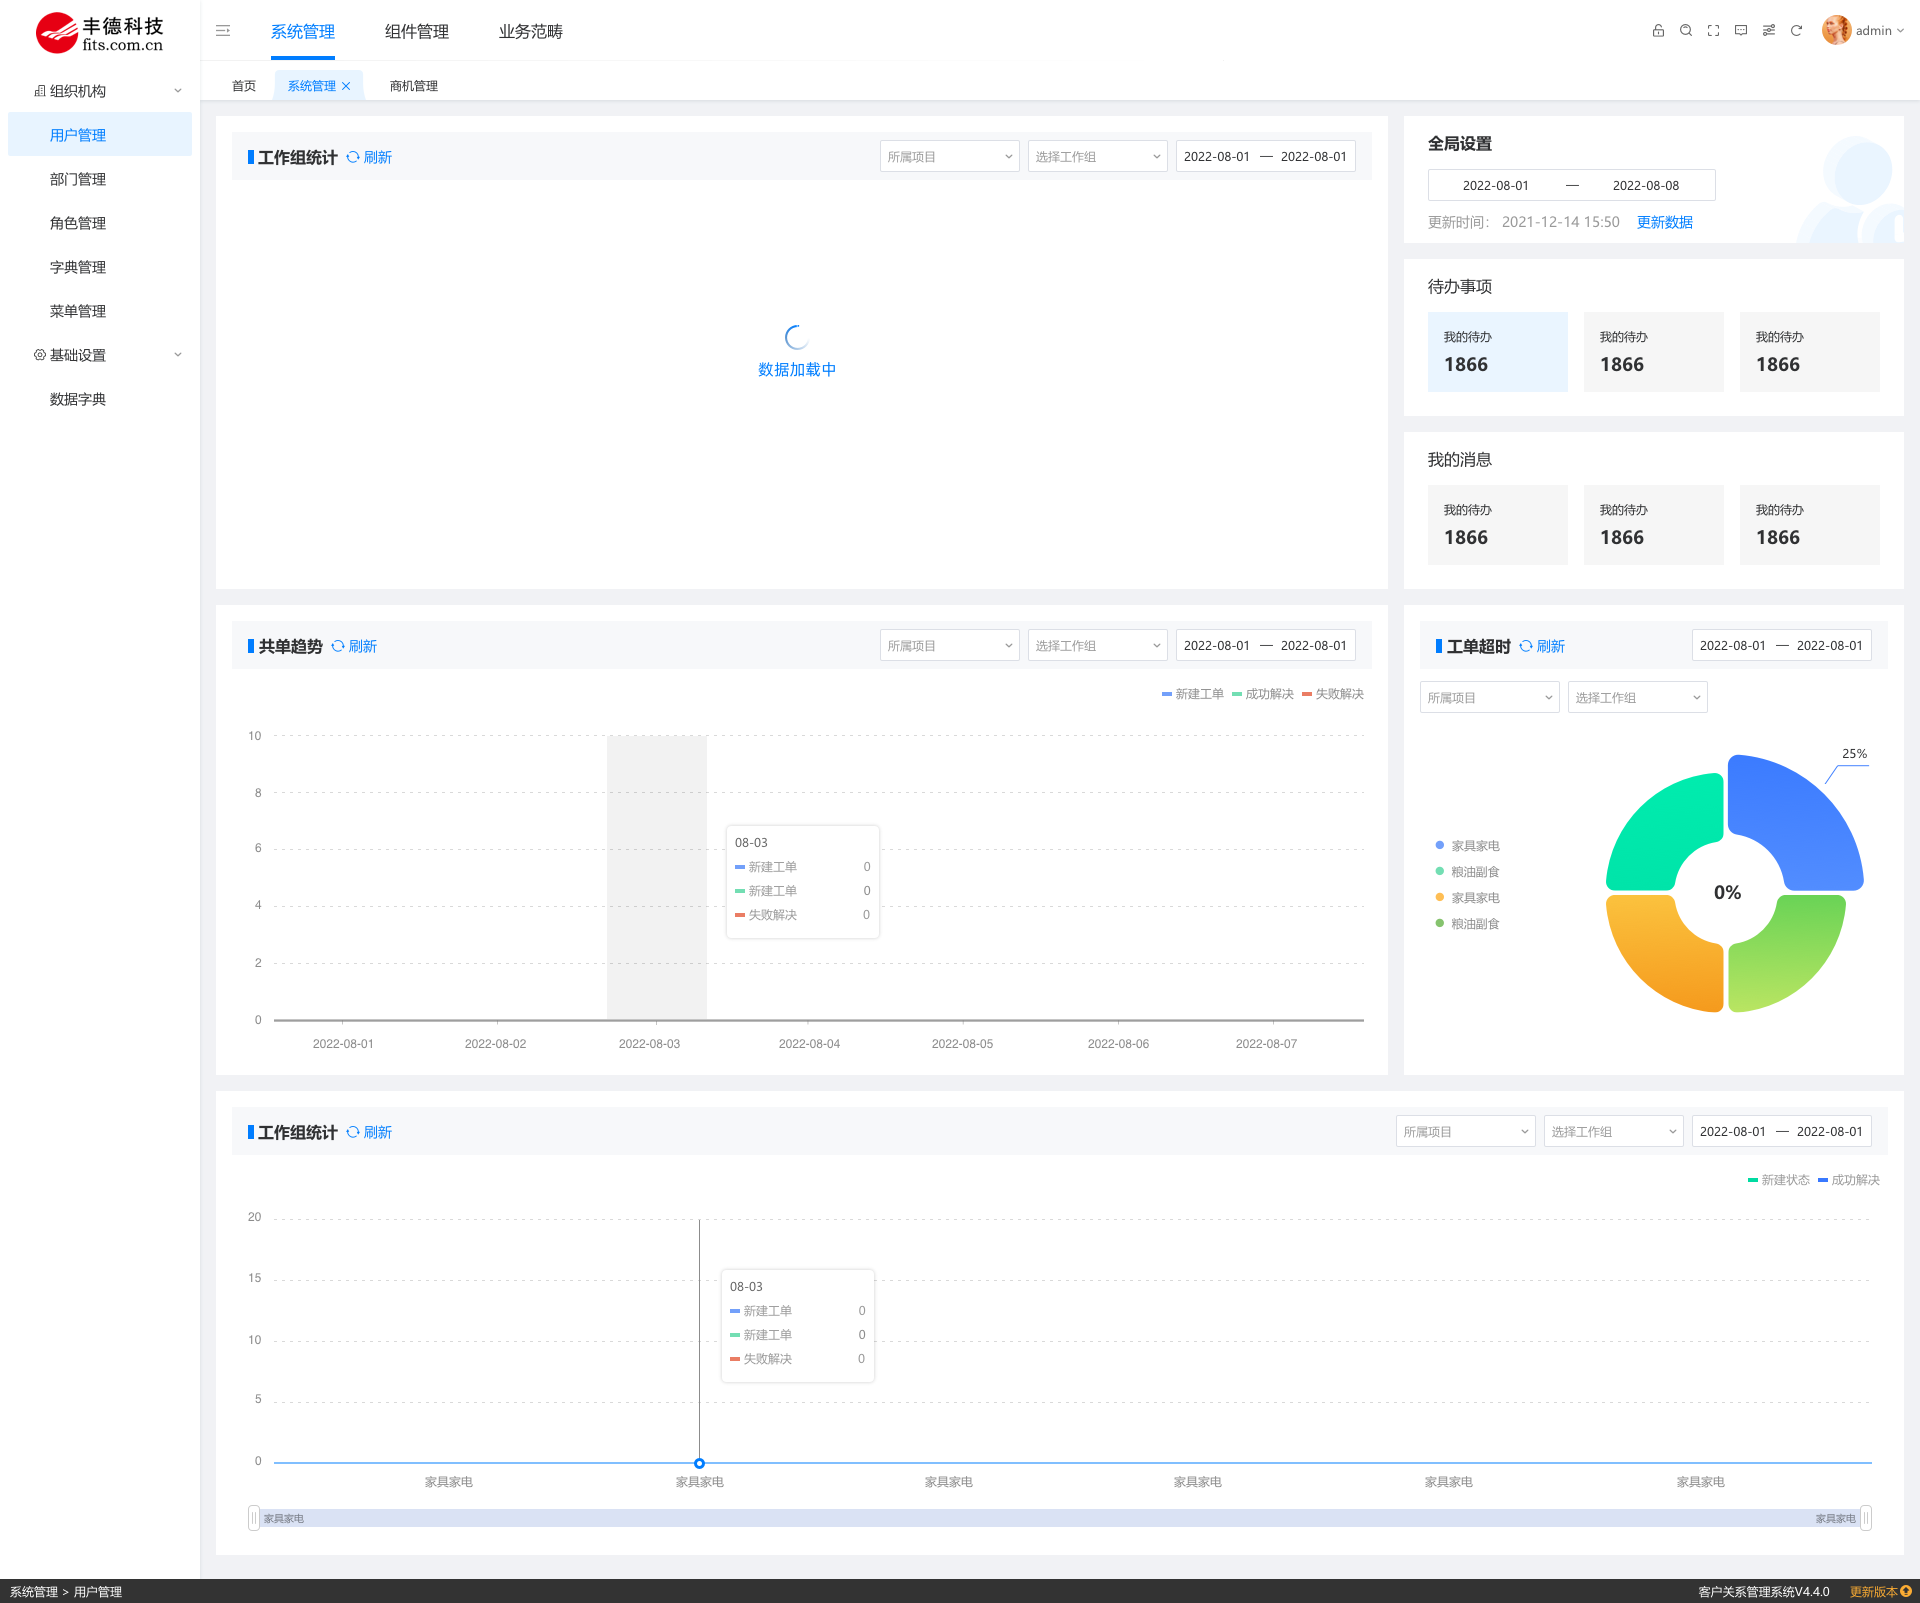 丰德科技
fits.com.cn
系统管理 组件管理 业务范畴
admin
首页 系统管理 商机管理
组织机构
用户管理
部门管理
角色管理
字典管理
菜单管理
基础设置
数据字典
工作组统计 刷新 所属项目 选择工作组 2022-08-01 — 2022-08-01
数据加载中
全局设置
2022-08-01 — 2022-08-08
更新时间： 2021-12-14 15:50 更新数据
待办事项
我的待办 我的待办 我的待办
1866 1866 1866
我的消息
我的待办 我的待办 我的待办
1866 1866 1866
共单趋势 刷新 所属项目 选择工作组 2022-08-01 — 2022-08-01
新建工单 成功解决 失败解决
10
8
6
4
2
0
08-03
新建工单 0
新建工单 0
失败解决 0
2022-08-01 2022-08-02 2022-08-03 2022-08-04 2022-08-05 2022-08-06 2022-08-07
工单超时 刷新 2022-08-01 — 2022-08-01
所属项目 选择工作组
25%
家具家电
粮油副食
家具家电
粮油副食
0%
工作组统计 刷新 所属项目 选择工作组 2022-08-01 — 2022-08-01
新建状态 成功解决
20
15
10
5
0
08-03
新建工单 0
新建工单 0
失败解决 0
家具家电 家具家电 家具家电 家具家电 家具家电 家具家电
家具家电 家具家电
系统管理 > 用户管理 客户关系管理系统V4.4.0 更新版本